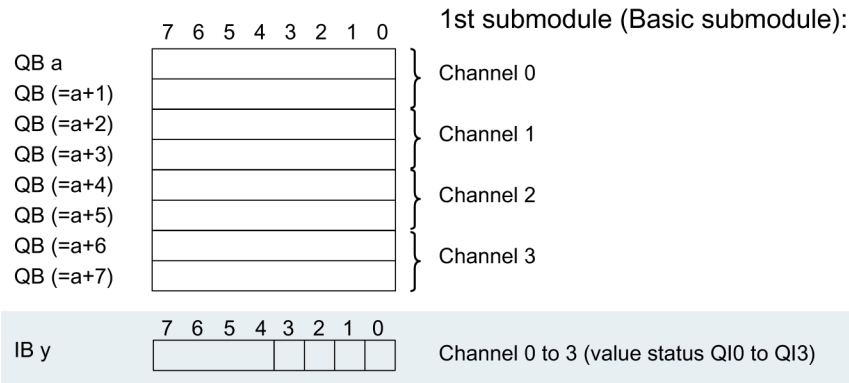 1st submodule (Basic submodule):
7 6 5 4 3 2 1 0
QB a
QB (=a+1)
Channel 0
QB (=a+2)
QB (=a+3)
Channel 1
QB (=a+4)
QB (=a+5)
Channel 2
QB (=a+6
QB (=a+7)
Channel 3
7 6 5 4 3 2 1 0
IB y
Channel 0 to 3 (value status QI0 to QI3)